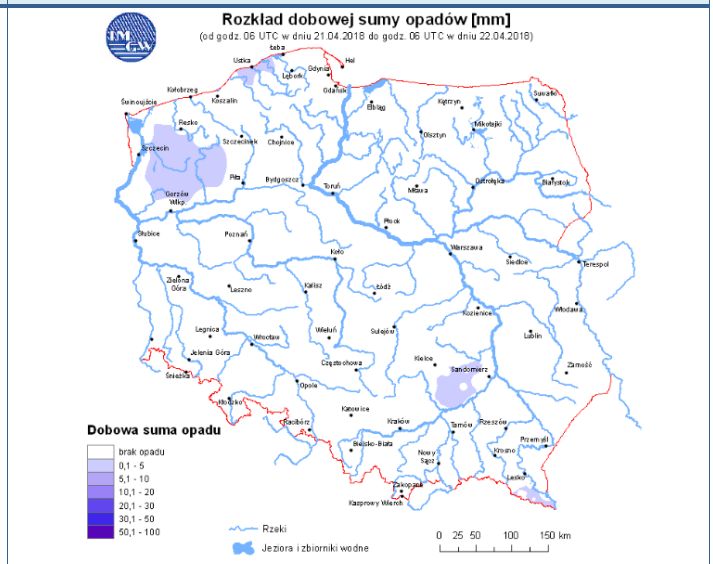 Rozkład dobowej sumy opadów [mm]
(od godz. 06 UTC w dniu 21.04.2018 do godz. 06 UTC w dniu 22.04.2018)
IM
GW
Łeba
Ustka
Hel
Gdynia
Lębork
Gdańsk
Kołobrzeg
Koszalin
Świnoujście
Elbląg
Kętrzyn
Suwałki
Resko
Mikołajki
Olsztyn
Szczecin
Szczecinek
Chojnice
Piła
Bydgoszcz
Toruń
Mława
Ostrołęka
Białystok
Gorzów
Wlkp.
Płock
Słubice
Poznań
Koło
Warszawa
Siedlce
Terespol
Zielona
Góra
Leszno
Kalisz
Łódź
Włodawa
Kozienice
Legnica
Wrocław
Wieluń
Sulejów
Lublin
Jelenia Góra
Śnieżka
Częstochowa
Kielce
Sandomierz
Zamość
Opole
Kłodzko
Katowice
Racibórz
Kraków
Tarnów
Rzeszów
Bielsko-Biała
Przemyśl
Nowy
Sącz
Krosno
Lesko
Zakopane
Kasprowy Wierch
Dobowa suma opadu
brak opadu
0,1 - 5
5,1 - 10
10,1 - 20
20,1 - 30
30,1 - 50
50,1 - 100
Rzeki
Jeziora i zbiorniki wodne
0 25 50 100 150 km